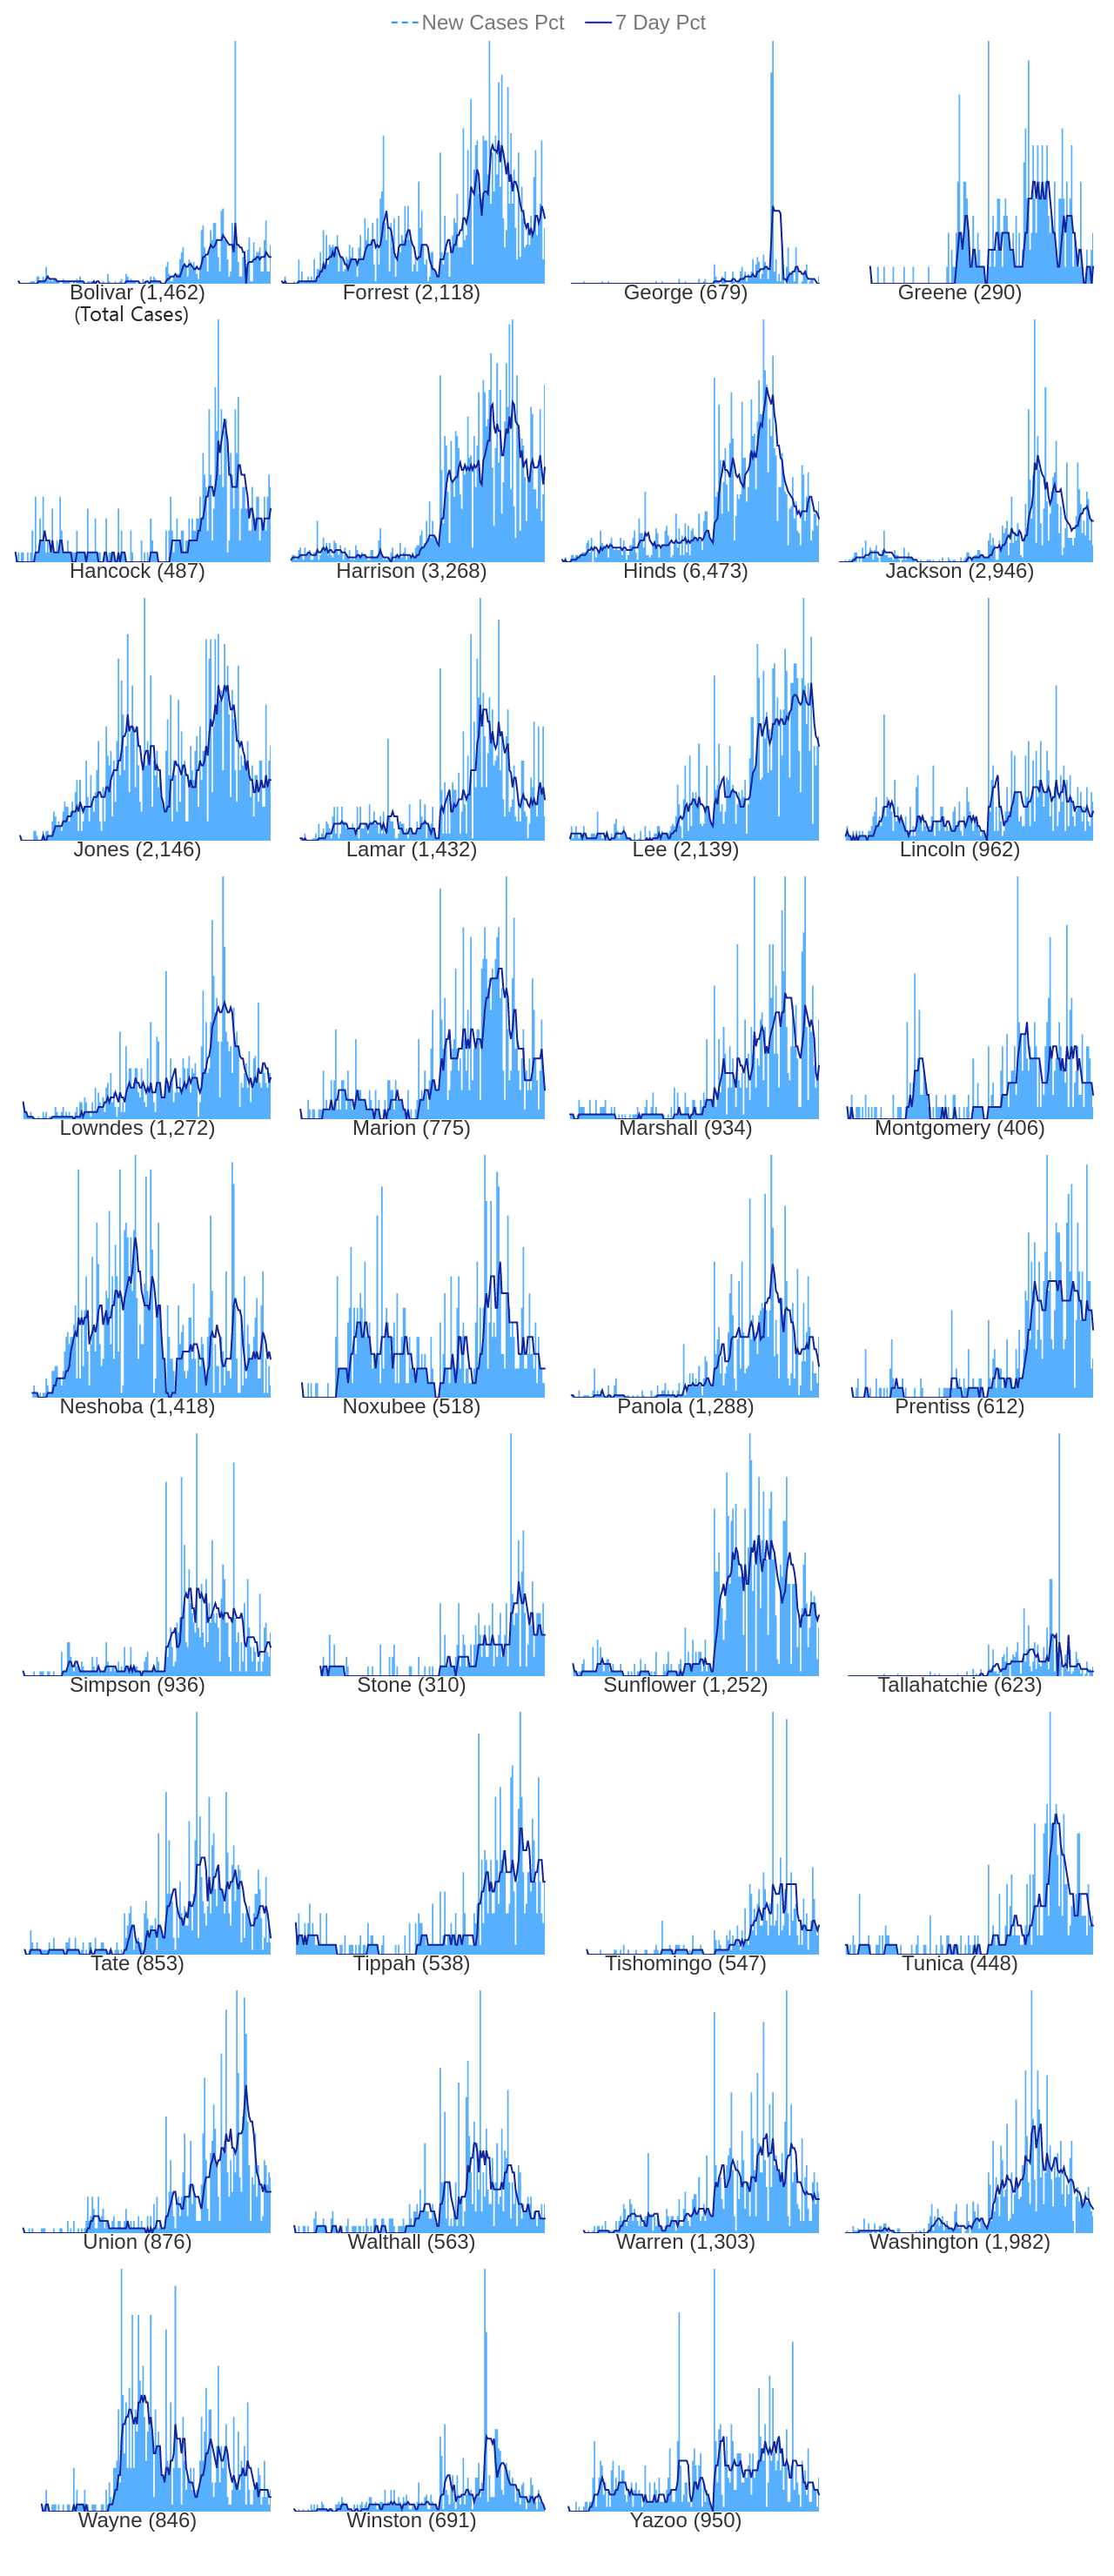 New Cases Pct 7 Day Pct
Bolivar (1,462) Forrest (2,118) George (679) Greene (290)
(Total Cases)
Hancock (487) Harrison (3,268) Hinds (6,473) Jackson (2,946)
Jones (2,146) Lamar (1,432) Lee (2,139) Lincoln (962)
Lowndes (1,272) Marion (775) Marshall (934) Montgomery (406)
Neshoba (1,418) Noxubee (518) Panola (1,288) Prentiss (612)
Simpson (936) Stone (310) Sunflower (1,252) Tallahatchie (623)
Tate (853) Tippah (538) Tishomingo (547) Tunica (448)
Union (876) Walthall (563) Warren (1,303) Washington (1,982)
Wayne (846) Winston (691) Yazoo (950)